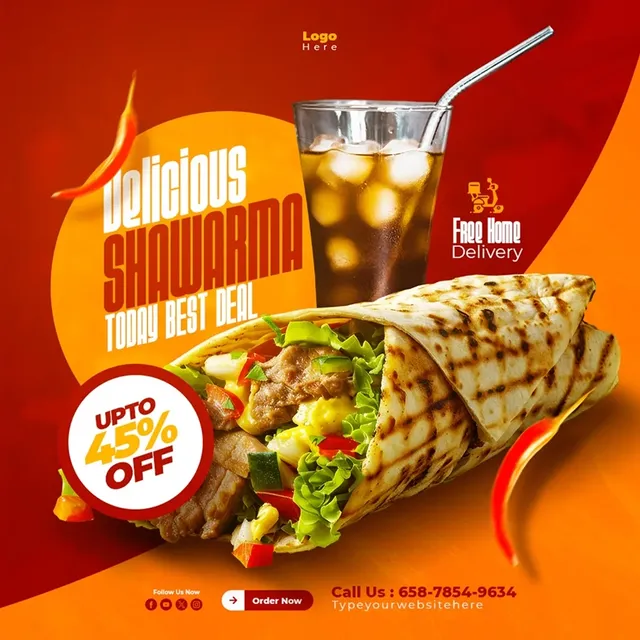 Logo
Here
Delicious
SHAWARMA
TODAY BEST DEAL
Free Home
Delivery
UPTO
45%
OFF
Follow Us Now
Order Now
Call Us : 658-7854-9634
Typeyourwebsitehere